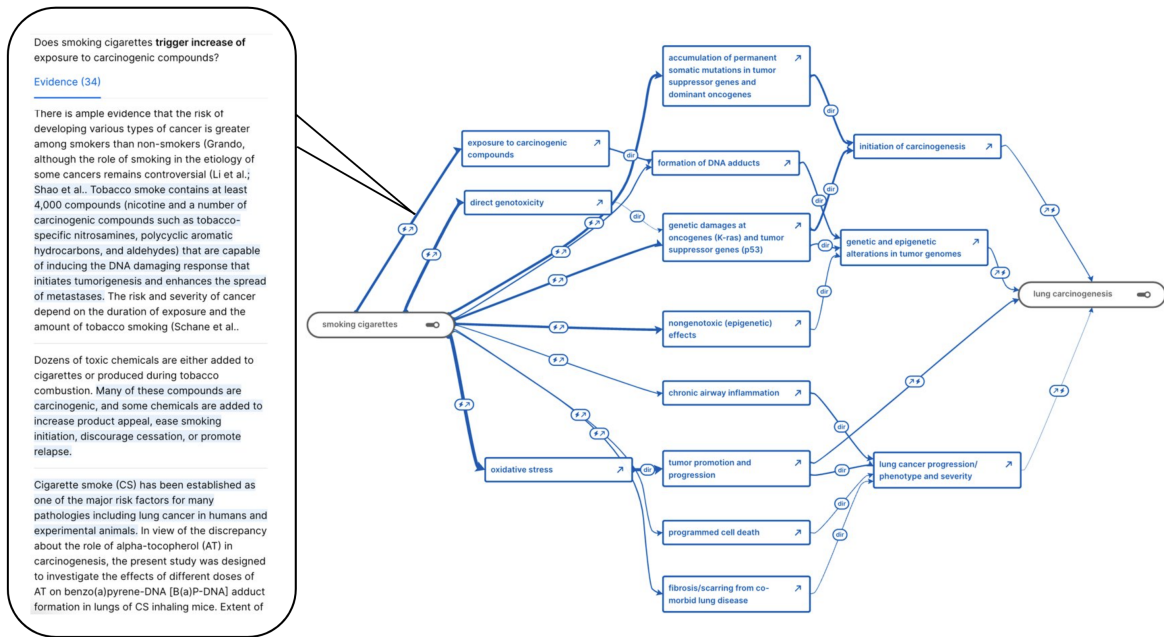 Does smoking cigarettes trigger increase of
exposure to carcinogenic compounds?
Evidence (34)
There is ample evidence that the risk of
developing various types of cancer is greater
among smokers than non-smokers (Grando,
although the role of smoking in the etiology of
some cancers remains controversial (Li et al.;
Shao et al.. Tobacco smoke contains at least
4,000 compounds (nicotine and a number of
carcinogenic compounds such as tobacco-
specific nitrosamines, polycyclic aromatic
hydrocarbons, and aldehydes) that are capable
of inducing the DNA damaging response that
initiates tumorigenesis and enhances the spread
of metastases. The risk and severity of cancer
depend on the duration of exposure and the
amount of tobacco smoking (Schane et al..
Dozens of toxic chemicals are either added to
cigarettes or produced during tobacco
combustion. Many of these compounds are
carcinogenic, and some chemicals are added to
increase product appeal, ease smoking
initiation, discourage cessation, or promote
relapse.
Cigarette smoke (CS) has been established as
one of the major risk factors for many
pathologies including lung cancer in humans and
experimental animals. In view of the discrepancy
about the role of alpha-tocopherol (AT) in
carcinogenesis, the present study was designed
to investigate the effects of different doses of
AT on benzo(a)pyrene-DNA [B(a)P-DNA] adduct
formation in lungs of CS inhaling mice. Extent of
smoking cigarettes
exposure to carcinogenic
compounds
direct genotoxicity
oxidative stress
accumulation of permanent
somatic mutations in tumor
suppressor genes and
dominant oncogenes
formation of DNA adducts
genetic damages at
oncogenes (K-ras) and tumor
suppressor genes (p53)
nongenotoxic (epigenetic)
effects
chronic airway inflammation
tumor promotion and
progression
programmed cell death
fibrosis/scarring from co-
morbid lung disease
initiation of carcinogenesis
genetic and epigenetic
alterations in tumor genomes
lung cancer progression/
phenotype and severity
lung carcinogenesis
dir
dir
dir
dir
dir
dir
dir
dir
dir
dir
dir
dir